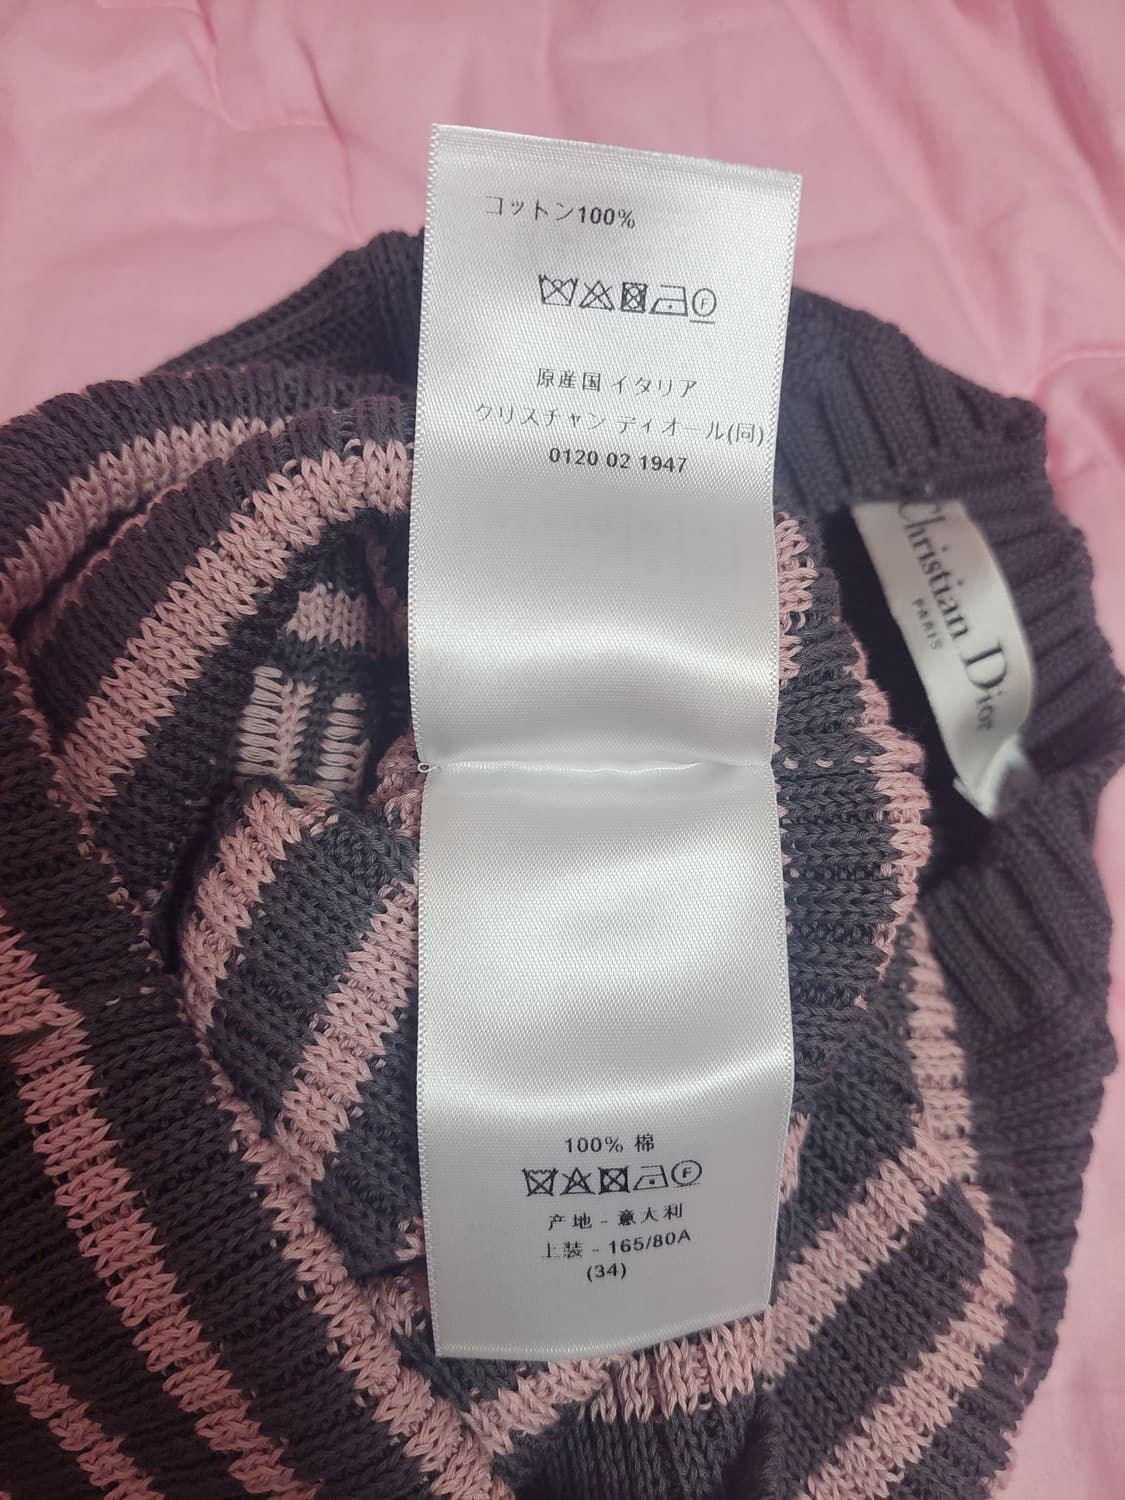 コットン100%
F
原産国 イタリア
クリスチャン ディオール(同)
0120 02 1947
Christian Dior
PARIS
100% 棉
F
产地 - 意大利
上装 - 165/80A
(34)